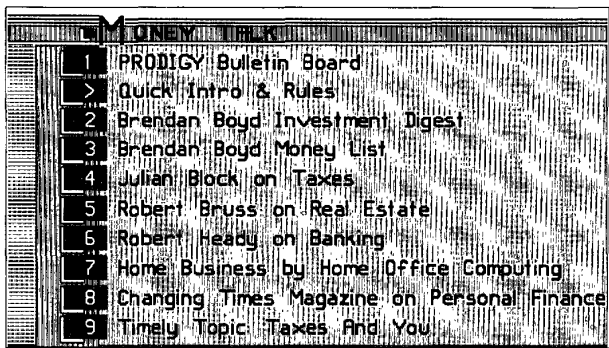 MONEY TALK
1 PRODIGY Bulletin Board
> Quick Intro & Rules
2 Brendan Boyd Investment Digest
3 Brendan Boyd Money List
4 Julian Block on Taxes
5 Robert Bruss on Real Estate
6 Robert Heady on Banking
7 Home Business by Home Office Computing
8 Changing Times Magazine on Personal Finance
9 Timely Topic: Taxes And You